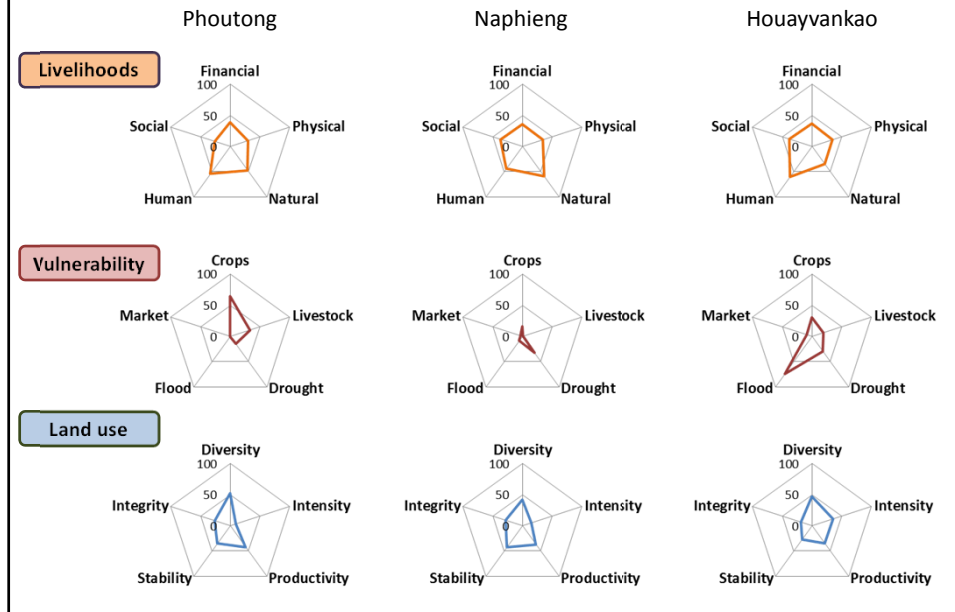 Phoutong Naphieng Houayvankao
Livelihoods
Financial Financial Financial
100 100 100
Social 50 Physical Social 50 Physical Social 50 Physical
0 0 0
Human Natural Human Natural Human Natural
Vulnerability
Crops Crops Crops
100 100 100
Market 50 Livestock Market 50 Livestock Market 50 Livestock
0 0 0
Flood Drought Flood Drought Flood Drought
Land use
Diversity Diversity Diversity
100 100 100
Integrity 50 Intensity Integrity 50 Intensity Integrity 50 Intensity
0 0 0
Stability Productivity Stability Productivity Stability Productivity